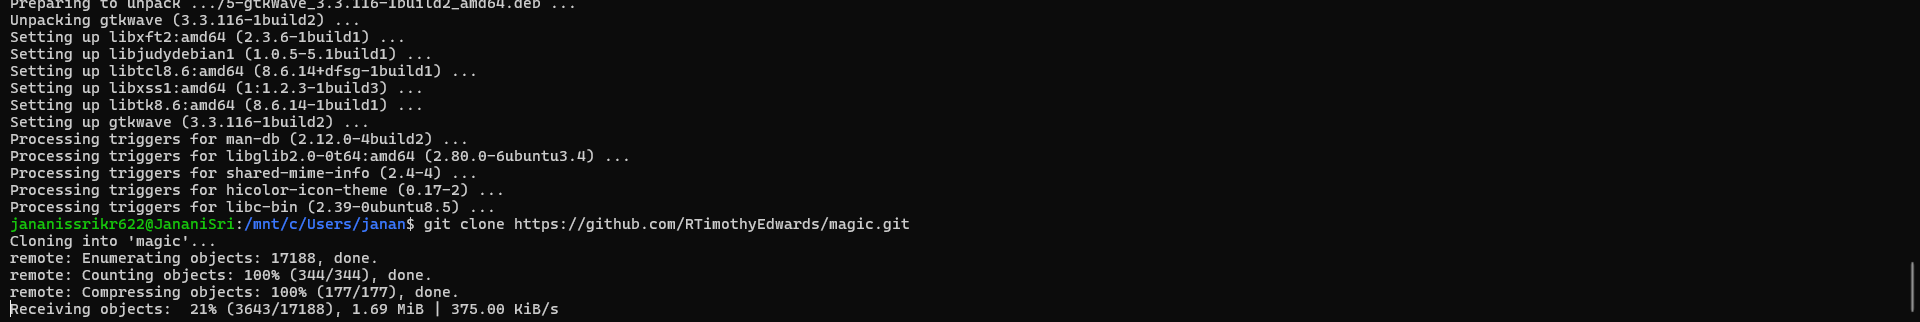 Preparing to unpack .../5-gtkwave_3.3.116-1build2_amd64.deb ...
Unpacking gtkwave (3.3.116-1build2) ...
Setting up libxft2:amd64 (2.3.6-1build1) ...
Setting up libjudydebian1 (1.0.5-5.1build1) ...
Setting up libtcl8.6:amd64 (8.6.14+dfsg-1build1) ...
Setting up libxss1:amd64 (1:1.2.3-1build3) ...
Setting up libtk8.6:amd64 (8.6.14-1build1) ...
Setting up gtkwave (3.3.116-1build2) ...
Processing triggers for man-db (2.12.0-4build2) ...
Processing triggers for libglib2.0-0t64:amd64 (2.80.0-6ubuntu3.4) ...
Processing triggers for shared-mime-info (2.4-4) ...
Processing triggers for hicolor-icon-theme (0.17-2) ...
Processing triggers for libc-bin (2.39-0ubuntu8.5) ...
jananissrikr622@JananiSri:/mnt/c/Users/janan$ git clone https://github.com/RTimothyEdwards/magic.git
Cloning into 'magic'...
remote: Enumerating objects: 17188, done.
remote: Counting objects: 100% (344/344), done.
remote: Compressing objects: 100% (177/177), done.
Receiving objects:  21% (3643/17188), 1.69 MiB | 375.00 KiB/s